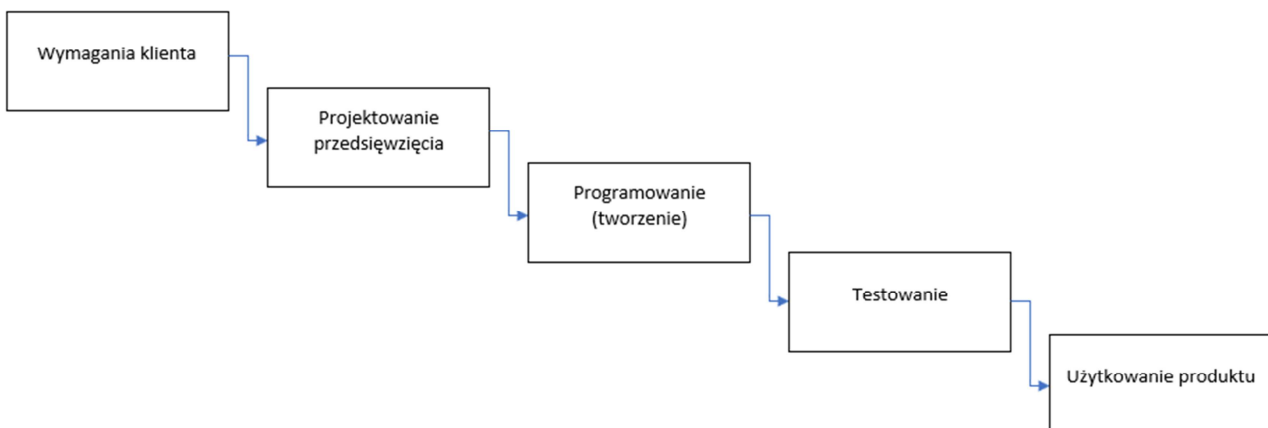 Wymagania klienta
Projektowanie
przedsięwzięcia
Programowanie
(tworzenie)
Testowanie
Użytkowanie produktu